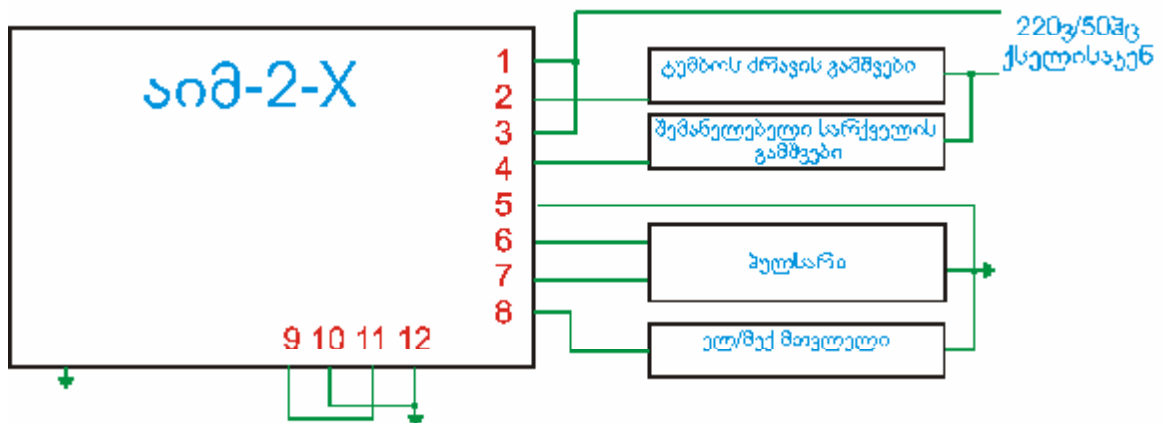 აიმ-2-X
1
2
3
4
5
6
7
8
9 10 11 12
220ვ/50ჰც
ქსელისაკენ
ტუმბოს ძრავის გამშვები
შემანელებელი სარქველის
გამშვები
პულსარი
ელ/მექ მთვლელი